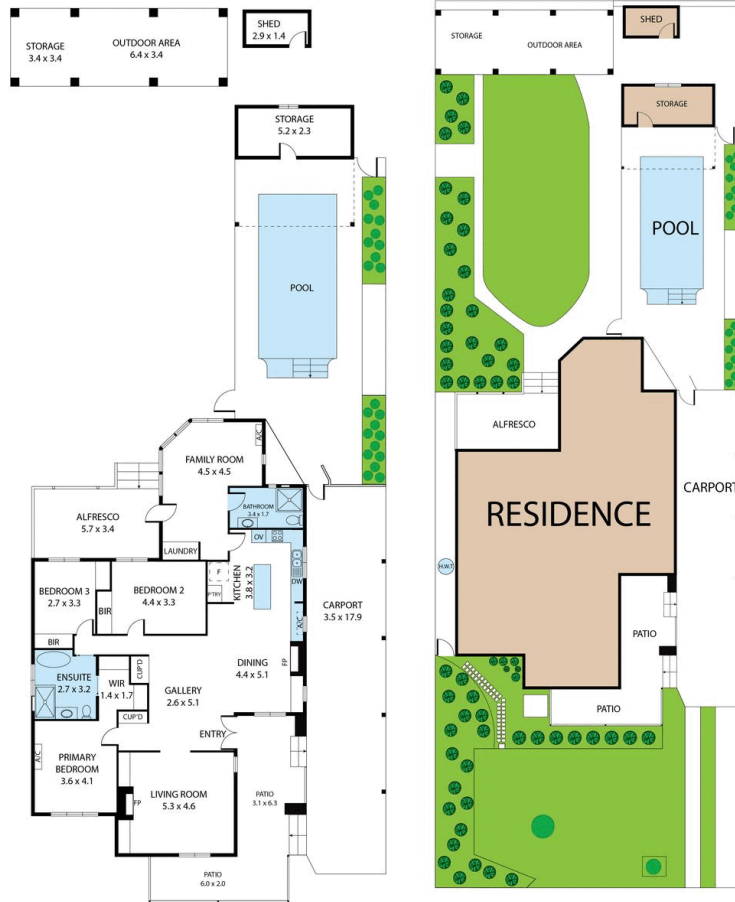 SHED
2.9 x 1.4
STORAGE
3.4 x 3.4
OUTDOOR AREA
6.4 x 3.4
STORAGE
5.2 x 2.3
POOL
FAMILY ROOM
4.5 x 4.5
A/C
BATHROOM
3.4 x 1.7
ALFRESCO
5.7 x 3.4
LAUNDRY
OV
F
P'TRY
KITCHEN
3.8 x 3.2
DW
BEDROOM 3
2.7 x 3.3
BIR
BEDROOM 2
4.4 x 3.3
BIR
A/C
CARPORT
3.5 x 17.9
ENSUITE
2.7 x 3.2
WIR
1.4 x 1.7
CUP'D
CUP'D
GALLERY
2.6 x 5.1
DINING
4.4 x 5.1
FP
ENTRY
A/C
PRIMARY
BEDROOM
3.6 x 4.1
FP
LIVING ROOM
5.3 x 4.6
PATIO
3.1 x 6.3
PATIO
6.0 x 2.0
SHED
STORAGE
OUTDOOR AREA
STORAGE
POOL
ALFRESCO
RESIDENCE
CARPORT
H.W.T
PATIO
PATIO